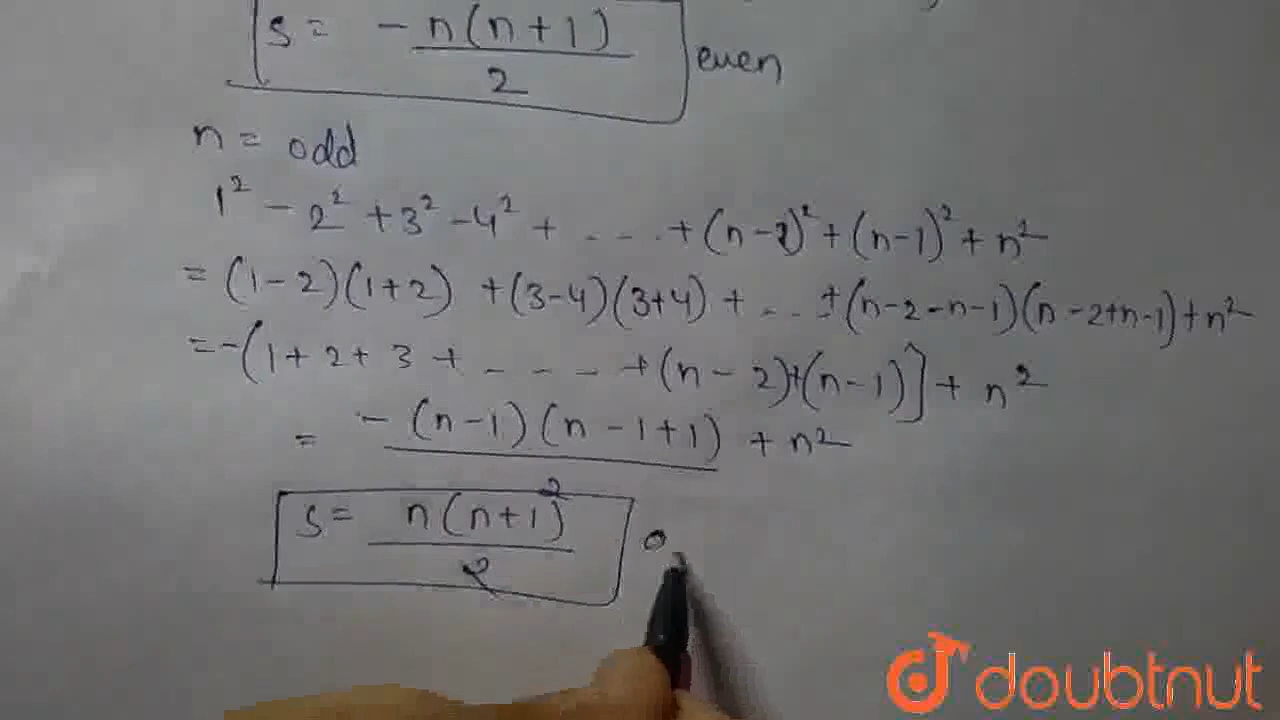 S = - n(n+1) / 2 even
n = odd
1² - 2² + 3² - 4² + - - - . + (n-2)² + (n-1)² + n²
= (1-2)(1+2) + (3-4)(3+4) + - - . + (n-2-n-1)(n-2+n-1) + n²
= -(1 + 2 + 3 + - - - - + (n-2)+(n-1)] + n²
= -(n-1)(n-1+1) / 2 + n²
S = n(n+1) / 2 o
doubtnut